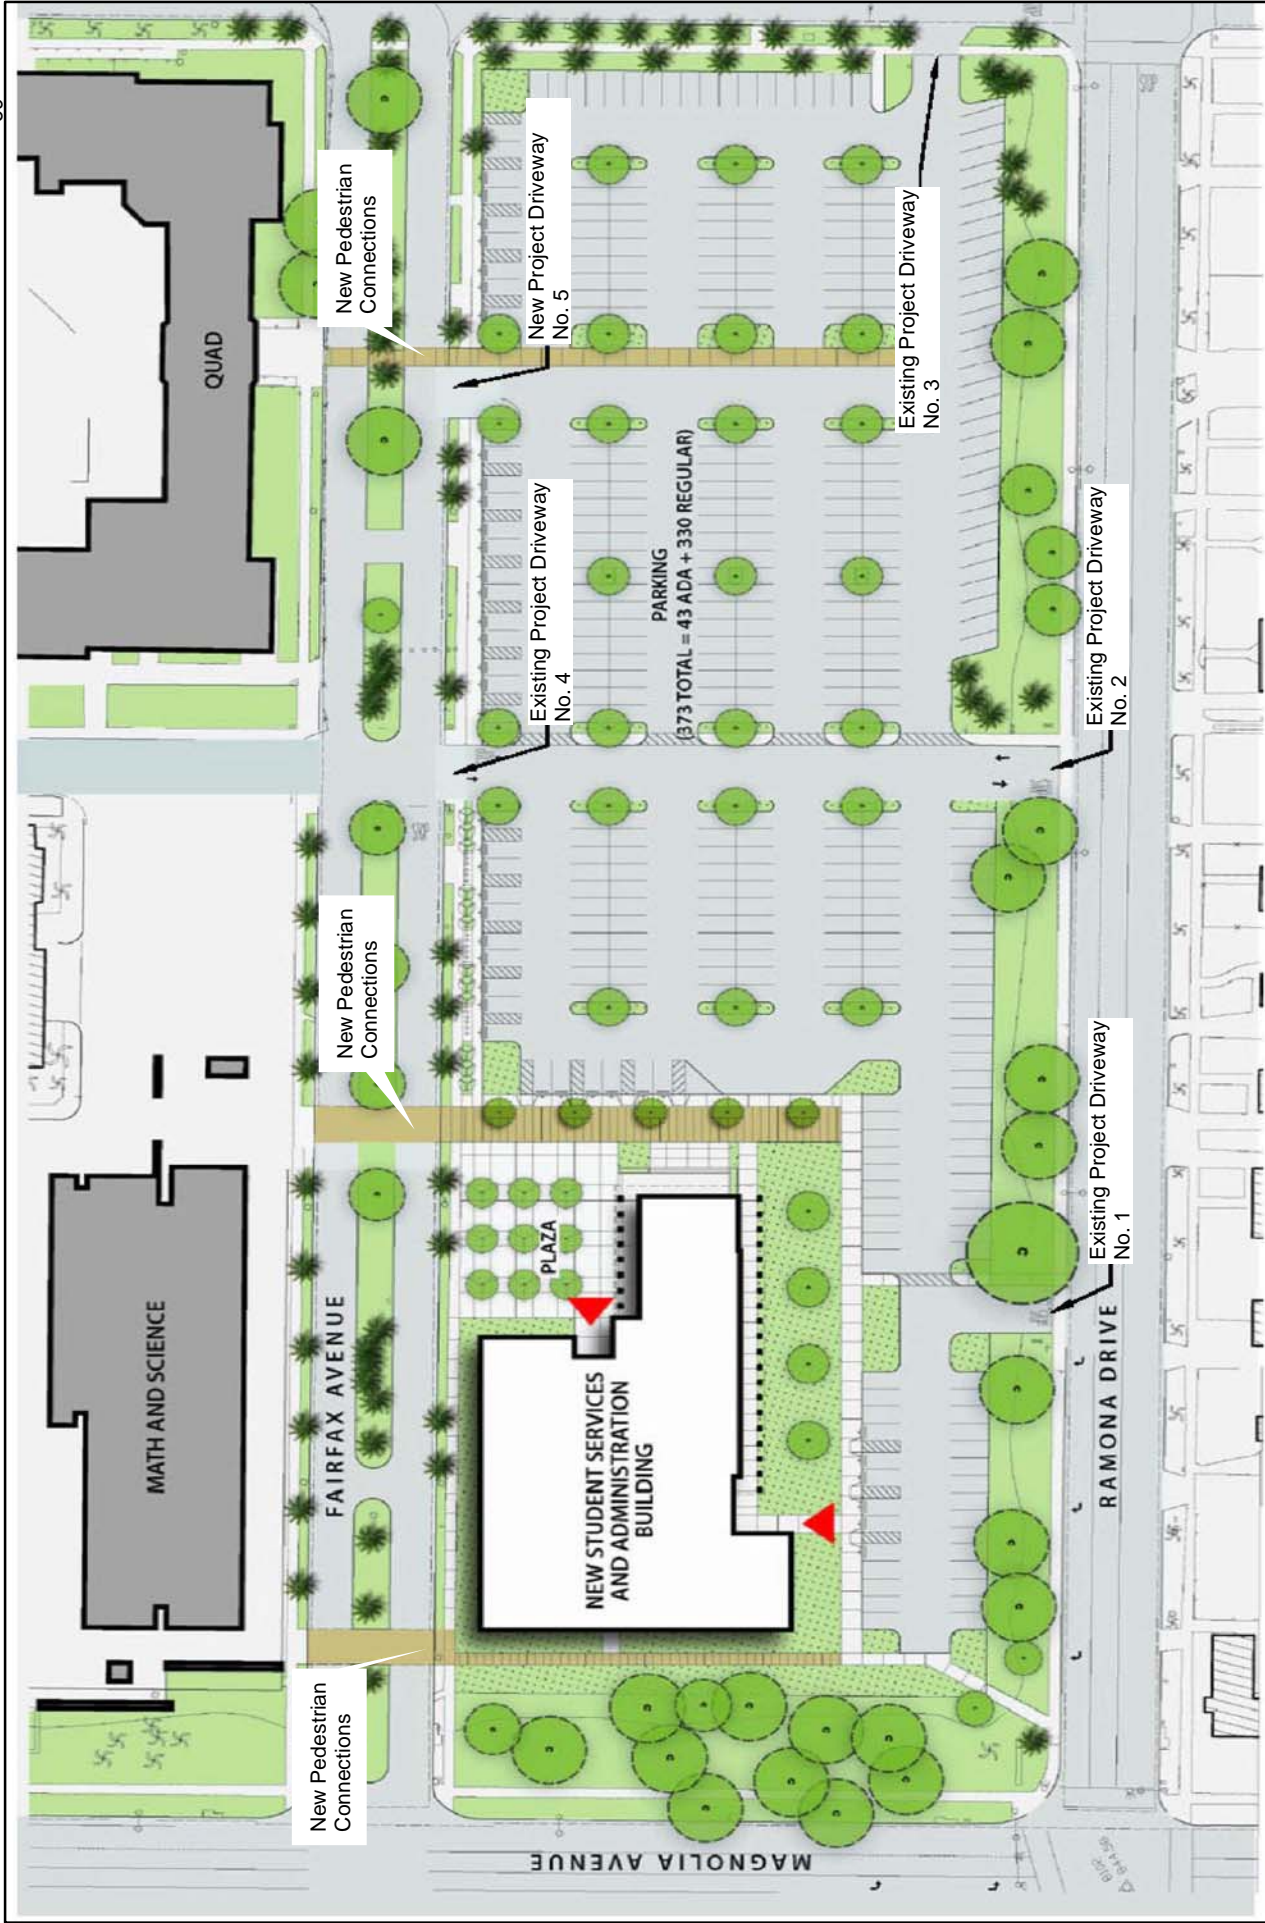 QUAD
New Pedestrian
Connections
New Project Driveway
No. 5
Existing Project Driveway
No. 3
Existing Project Driveway
No. 4
PARKING
(373 TOTAL = 43 ADA + 330 REGULAR)
Existing Project Driveway
No. 2
New Pedestrian
Connections
MATH AND SCIENCE
FAIRFAX AVENUE
PLAZA
NEW STUDENT SERVICES
AND ADMINISTRATION
BUILDING
Existing Project Driveway
No. 1
RAMONA DRIVE
New Pedestrian
Connections
MAGNOLIA AVENUE